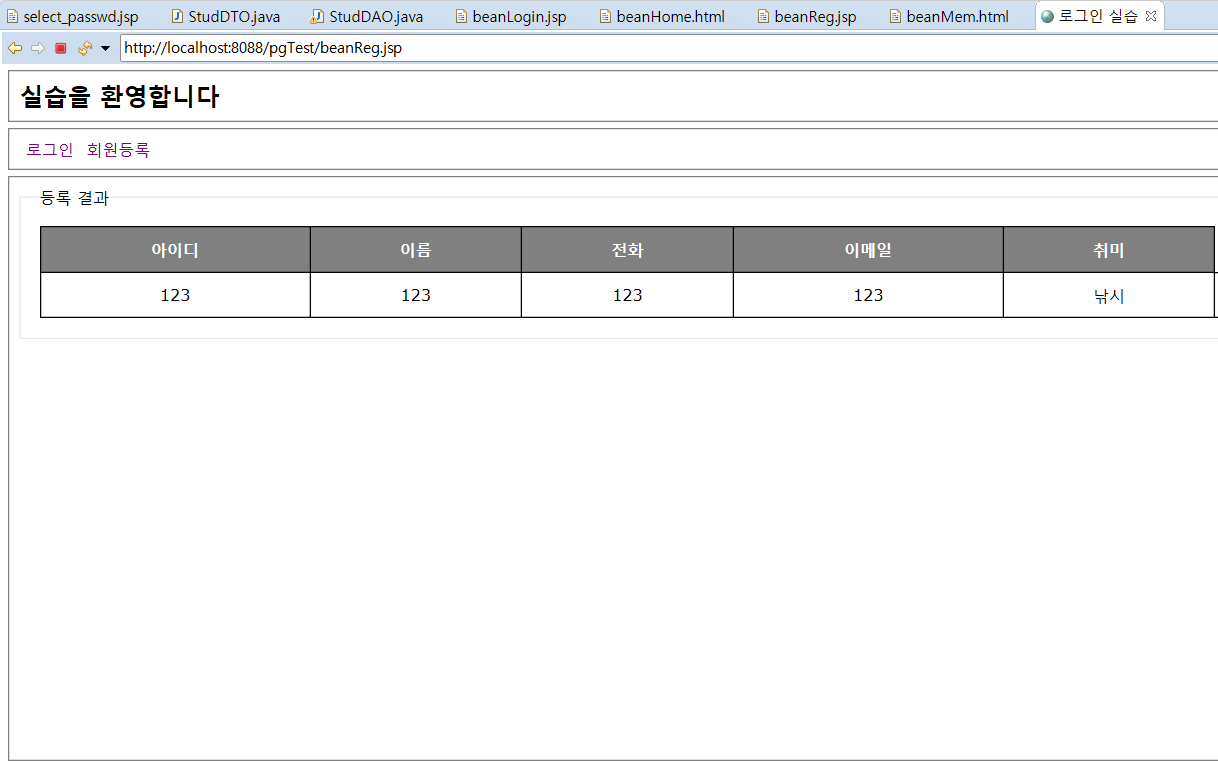 select_passwd.jsp StudDTO.java StudDAO.java beanLogin.jsp beanHome.html beanReg.jsp beanMem.html 로그인 실습
http://localhost:8088/pgTest/beanReg.jsp
실습을 환영합니다
로그인 회원등록
등록 결과
아이디 이름 전화 이메일 취미
123 123 123 123 낚시